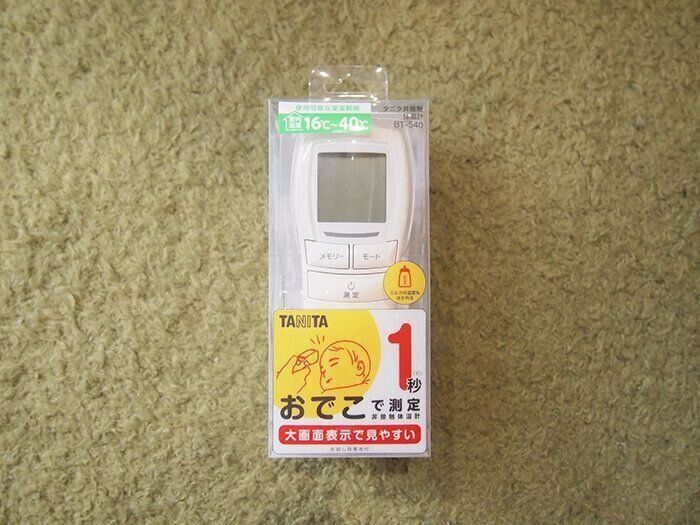 使用可能な室温範囲
室内温度 16℃～40℃
タニタ非接触
体温計
BT-540
メモリー モード
測定
ミルクの温度も
はかれる
TANITA
1秒
おでこで測定
非接触体温計
大画面表示で見やすい
お試し用電池付